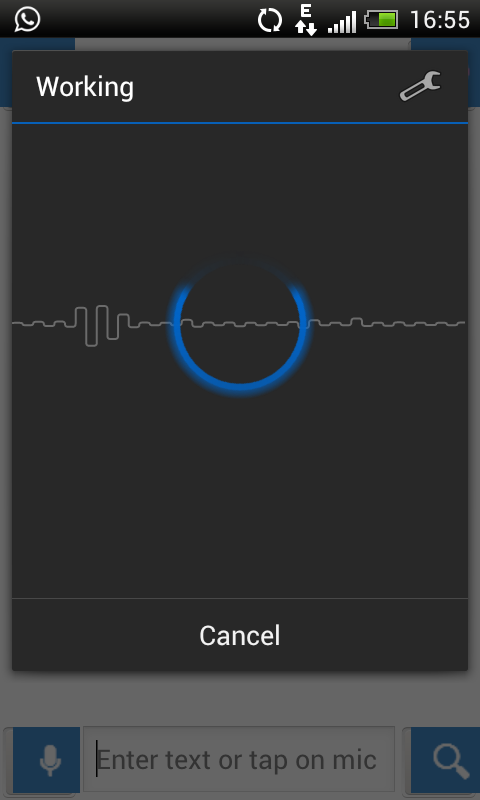 E
16:55
Working
Cancel
Enter text or tap on mic